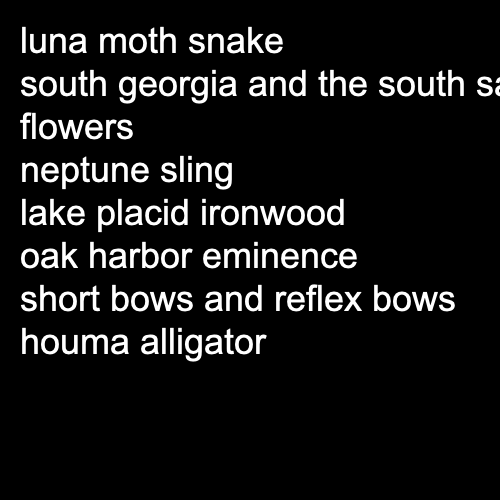 luna moth snake
south georgia and the south
flowers
neptune sling
lake placid ironwood
oak harbor eminence
short bows and reflex bows
houma alligator